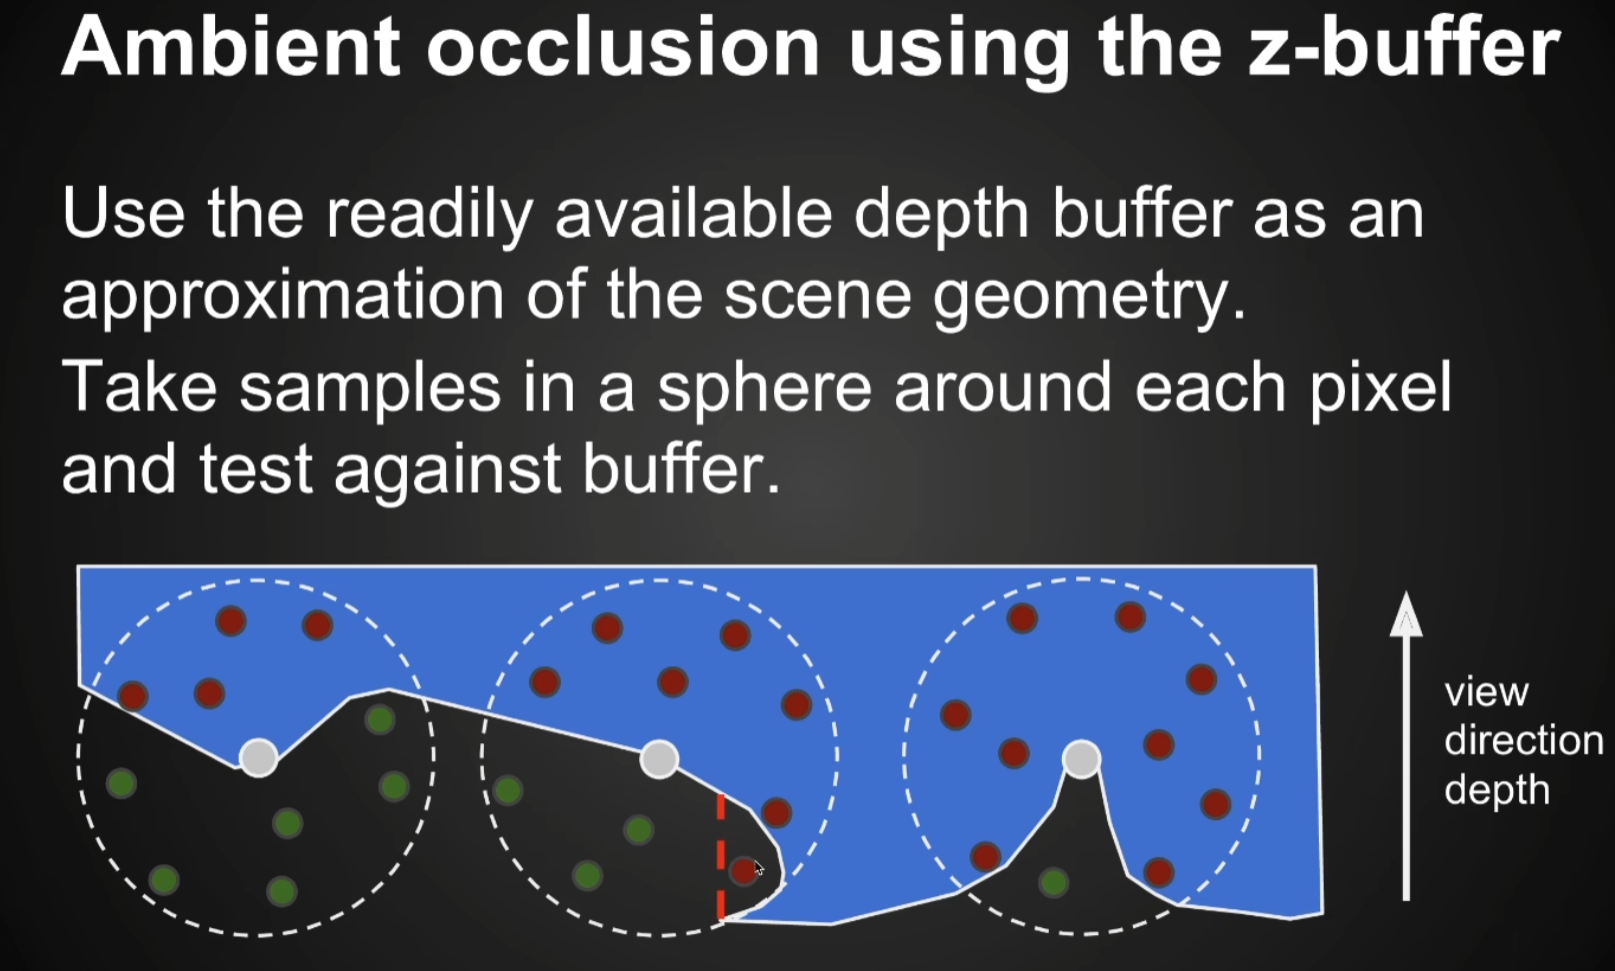 Ambient occlusion using the z-buffer
Use the readily available depth buffer as an
approximation of the scene geometry.
Take samples in a sphere around each pixel
and test against buffer.
view
direction
depth